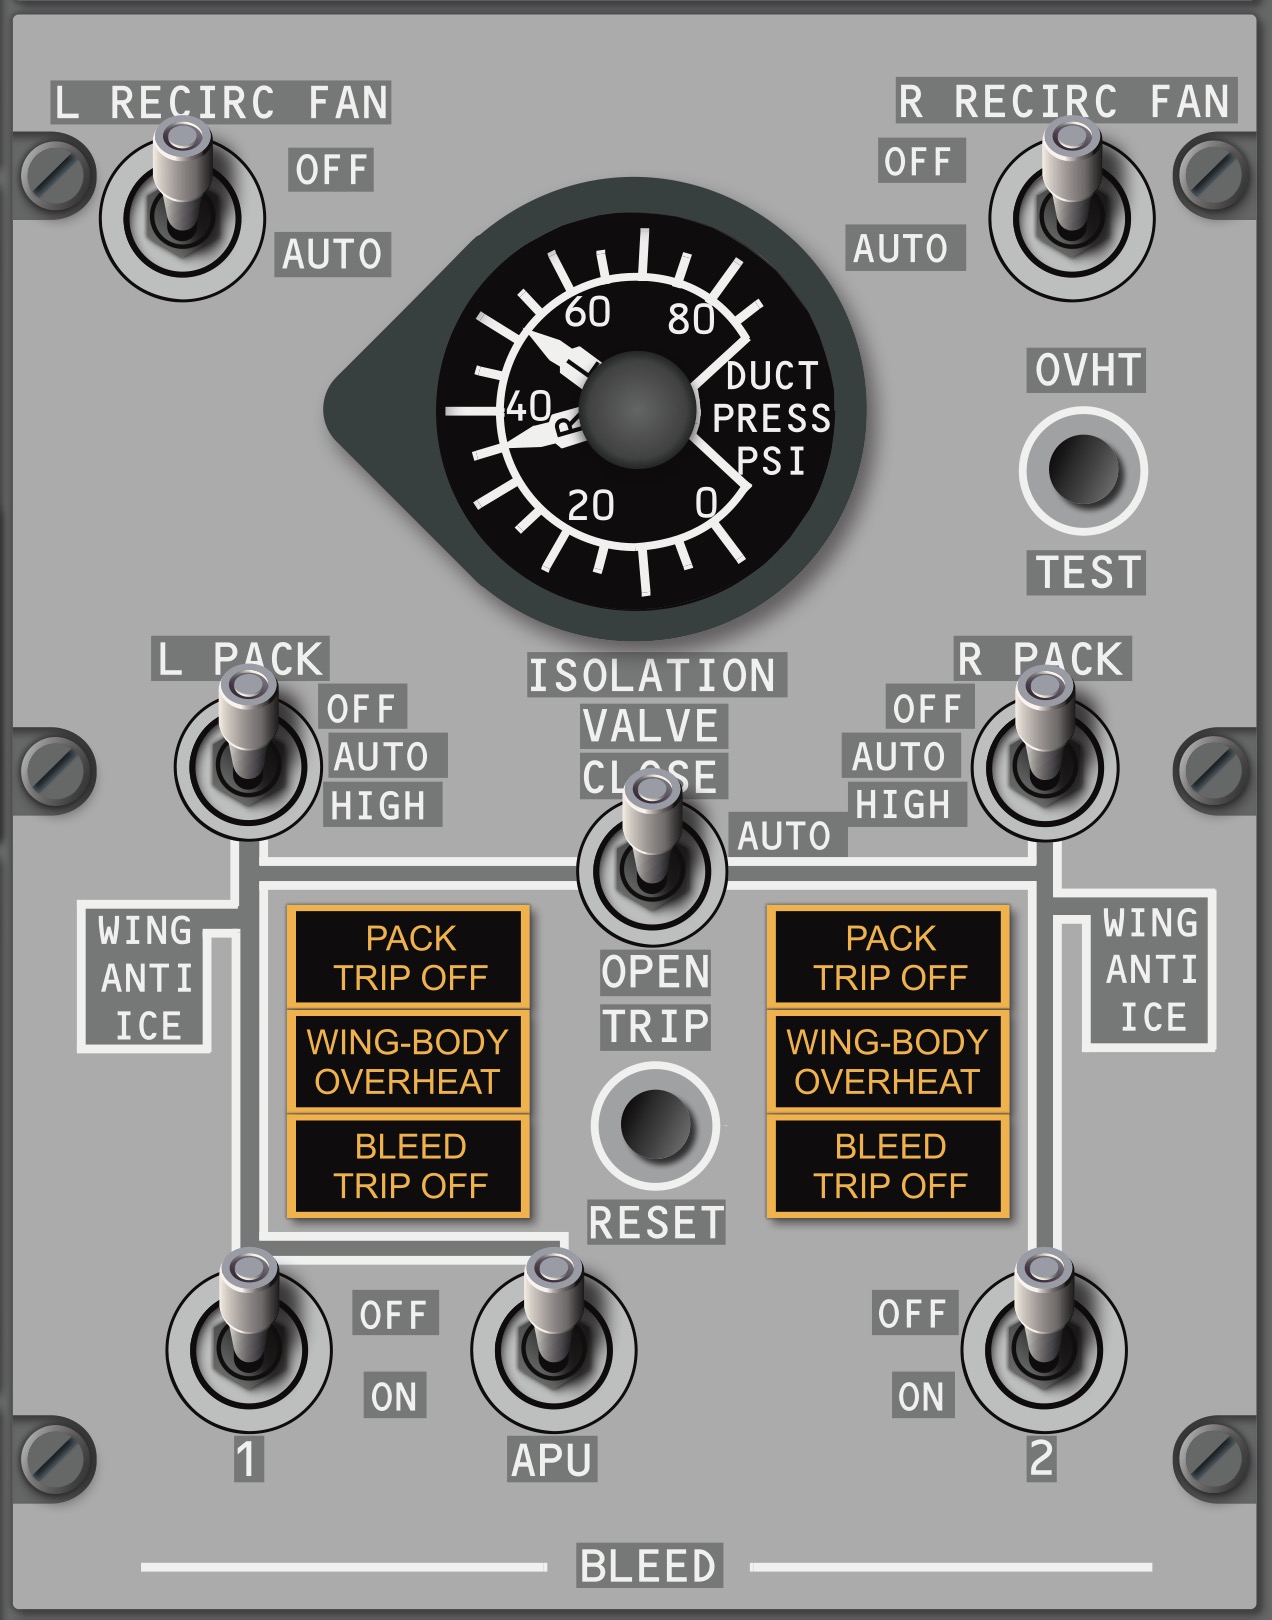 L RECIRC FAN
OFF
AUTO
R RECIRC FAN
OFF
AUTO
60
80
40
20
0
L
R
DUCT
PRESS
PSI
OVHT
TEST
L PACK
OFF
AUTO
HIGH
ISOLATION
VALVE
CLOSE
AUTO
OPEN
R PACK
OFF
AUTO
HIGH
WING
ANTI
ICE
PACK
TRIP OFF
WING-BODY
OVERHEAT
BLEED
TRIP OFF
TRIP
RESET
PACK
TRIP OFF
WING-BODY
OVERHEAT
BLEED
TRIP OFF
WING
ANTI
ICE
OFF
ON
1
APU
OFF
ON
2
BLEED